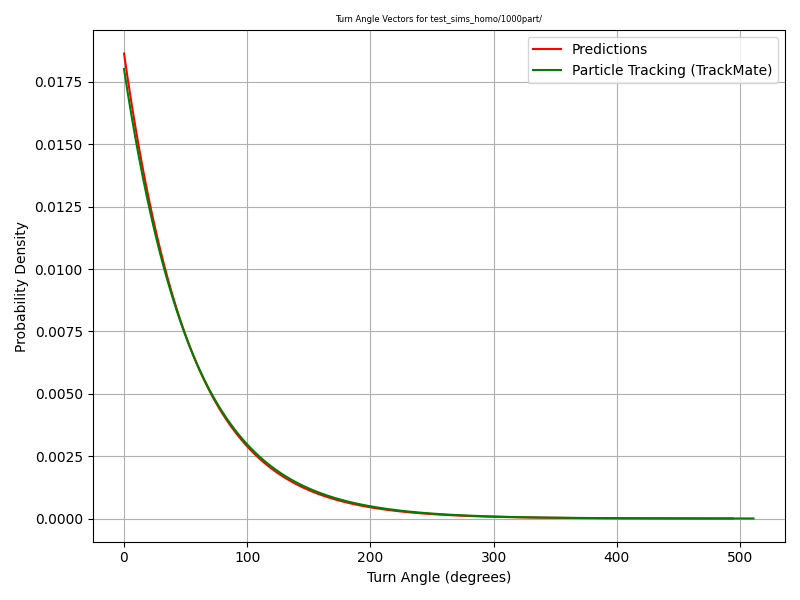 Turn Angle Vectors for test_sims_homo/1000part/
Predictions
Particle Tracking (TrackMate)
Probability Density
0.0175
0.0150
0.0125
0.0100
0.0075
0.0050
0.0025
0.0000
0 100 200 300 400 500
Turn Angle (degrees)